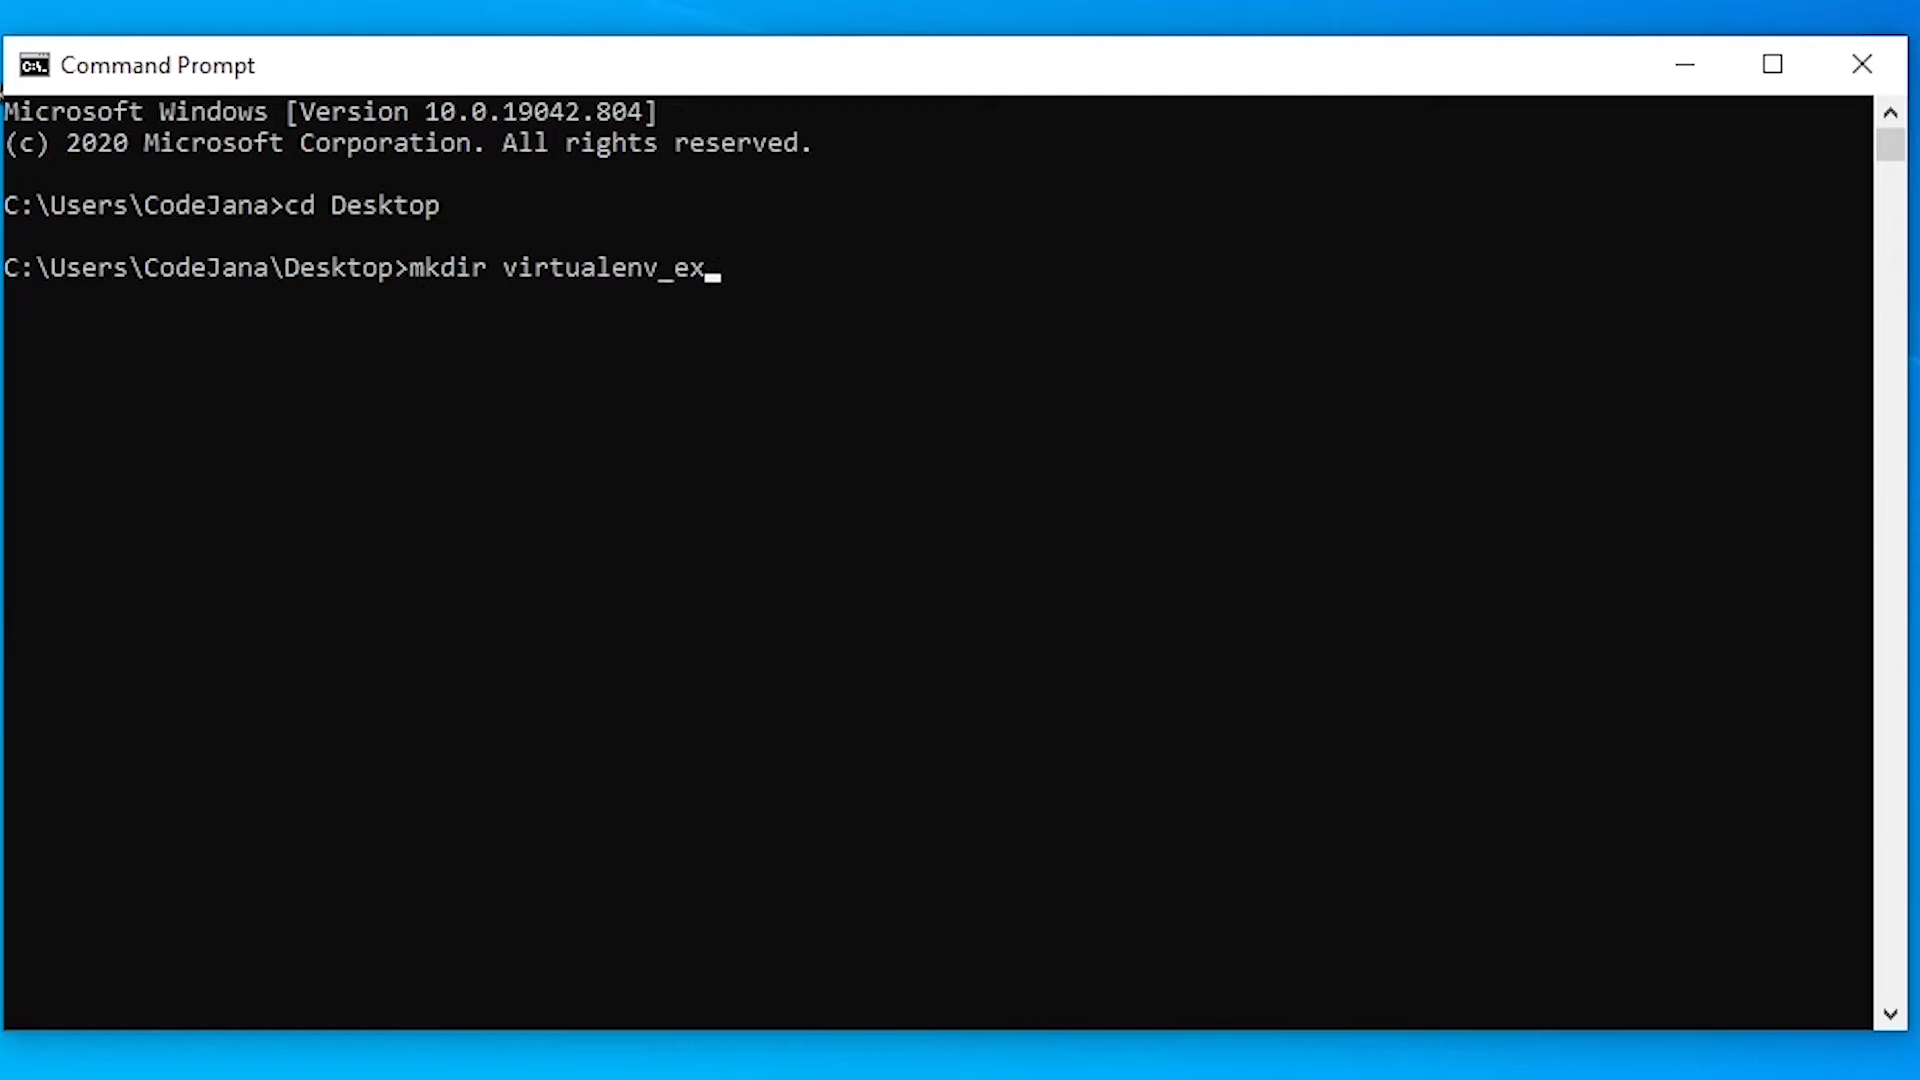 Command Prompt
Microsoft Windows [Version 10.0.19042.804]
(c) 2020 Microsoft Corporation. All rights reserved.
C:\Users\CodeJana>cd Desktop
C:\Users\CodeJana\Desktop>mkdir virtualenv_ex